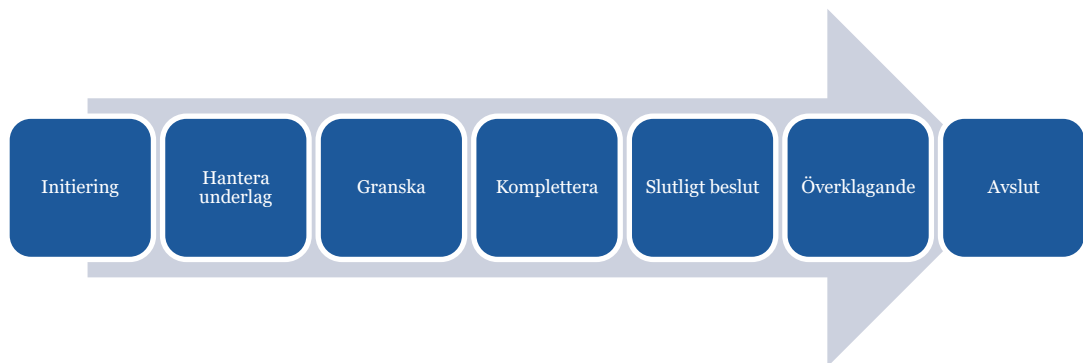 Initiering
Hantera
underlag
Granska
Komplettera
Slutligt beslut
Överklagande
Avslut